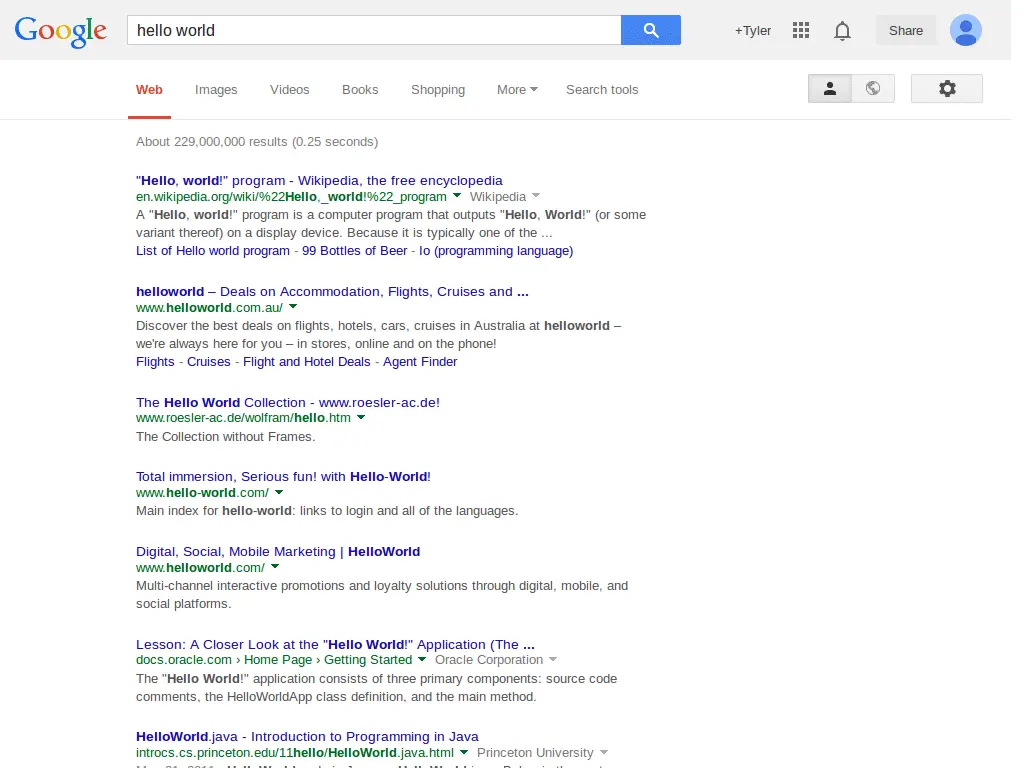 Google
hello world
+Tyler
Share
Web Images Videos Books Shopping More Search tools
About 229,000,000 results (0.25 seconds)
"Hello, world!" program - Wikipedia, the free encyclopedia
en.wikipedia.org/wiki/%22Hello,_world!%22_program Wikipedia
A "Hello, world!" program is a computer program that outputs "Hello, World!" (or some
variant thereof) on a display device. Because it is typically one of the ...
List of Hello world program - 99 Bottles of Beer - Io (programming language)
helloworld – Deals on Accommodation, Flights, Cruises and ...
www.helloworld.com.au/
Discover the best deals on flights, hotels, cars, cruises in Australia at helloworld –
we're always here for you – in stores, online and on the phone!
Flights - Cruises - Flight and Hotel Deals - Agent Finder
The Hello World Collection - www.roesler-ac.de!
www.roesler-ac.de/wolfram/hello.htm
The Collection without Frames.
Total immersion, Serious fun! with Hello-World!
www.hello-world.com/
Main index for hello-world: links to login and all of the languages.
Digital, Social, Mobile Marketing | HelloWorld
www.helloworld.com/
Multi-channel interactive promotions and loyalty solutions through digital, mobile, and
social platforms.
Lesson: A Closer Look at the "Hello World!" Application (The ...
docs.oracle.com › Home Page › Getting Started Oracle Corporation
The "Hello World!" application consists of three primary components: source code
comments, the HelloWorldApp class definition, and the main method.
HelloWorld.java - Introduction to Programming in Java
introcs.cs.princeton.edu/11hello/HelloWorld.java.html Princeton University